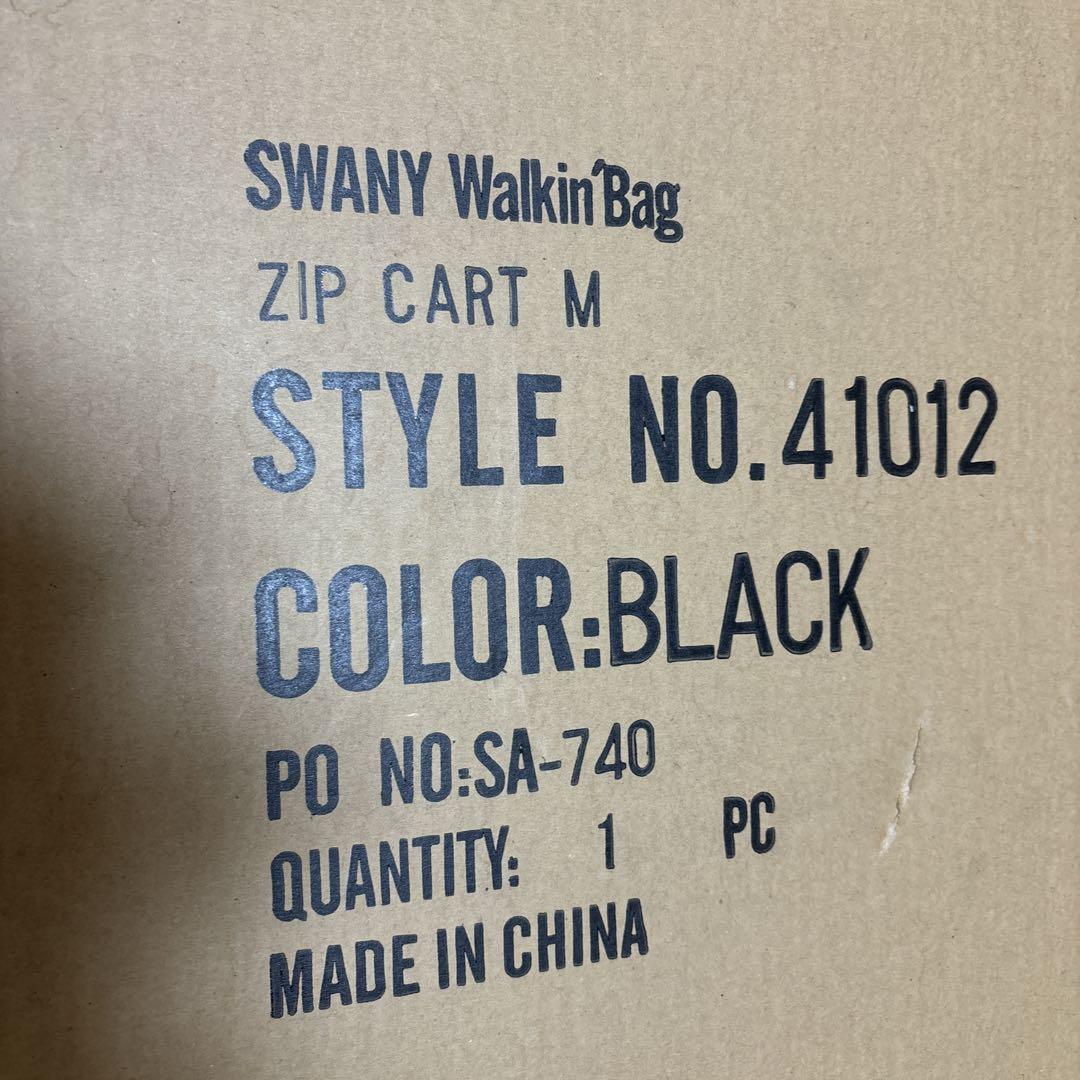 SWANY Walkin'Bag
ZIP CART M
STYLE NO.41012
COLOR:BLACK
PO NO:SA-740
QUANTITY: 1 PC
MADE IN CHINA